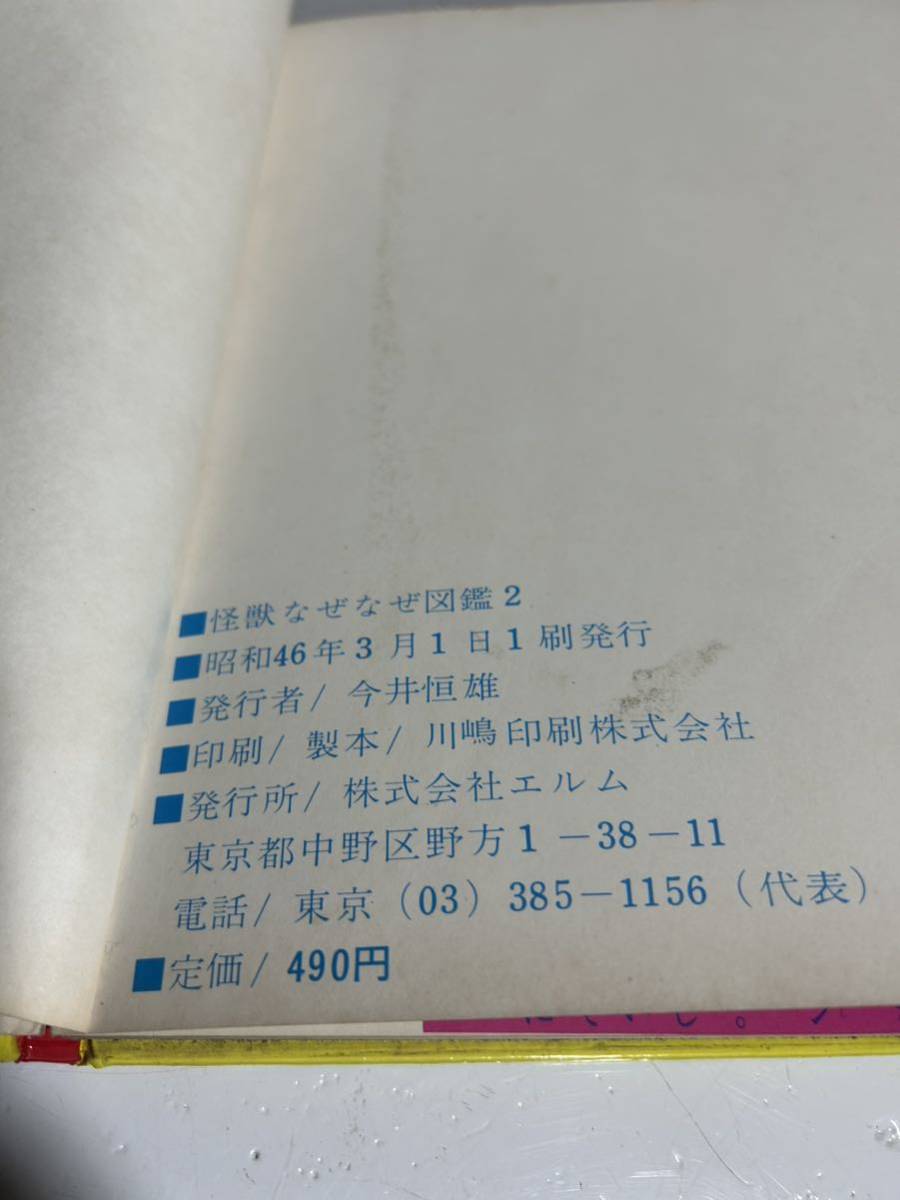 ■怪獣なぜなぜ図鑑2
■昭和46年3月1日1刷発行
■発行者/ 今井恒雄
■印刷/ 製本/ 川嶋印刷株式会社
■発行所/ 株式会社エルム
東京都中野区野方1－38－11
電話/ 東京 (03) 385－1156 (代表)
■定価/ 490円